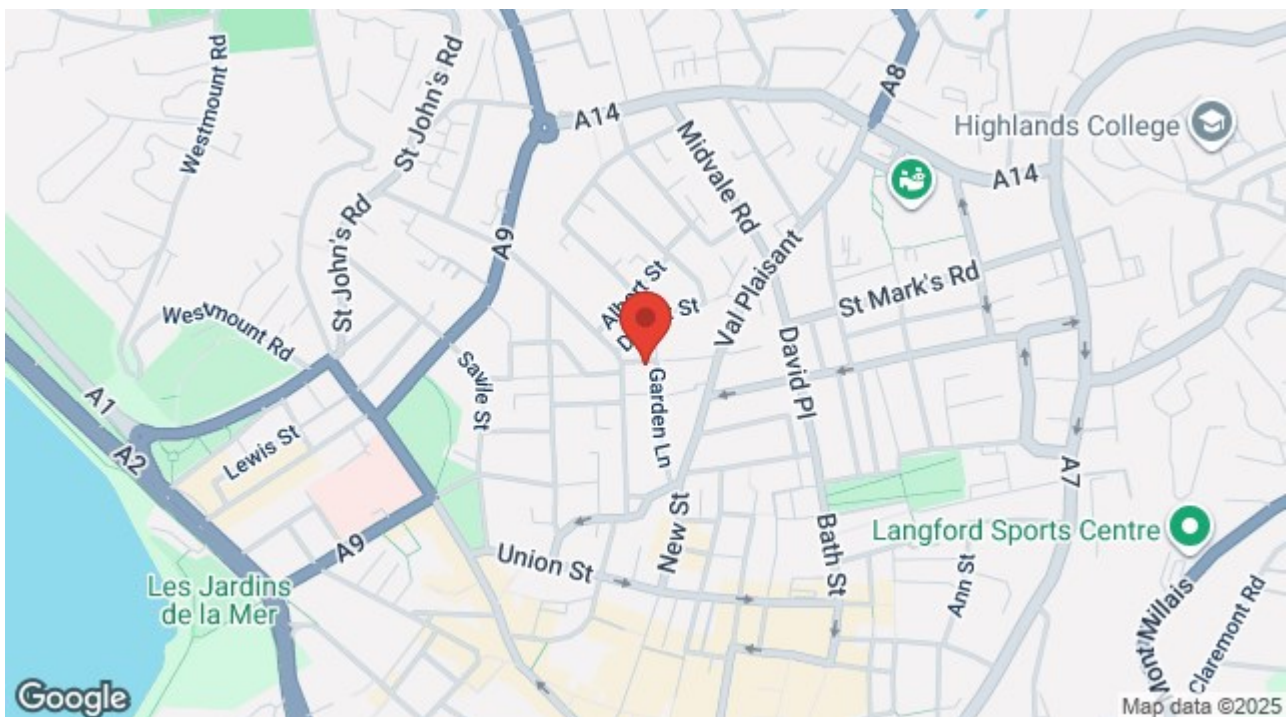 Westmount Rd
St John's Rd
A14
Midvale Rd
A8
Highlands College
A14
St John's Rd
A9
Albert St
St
Val Plaisant
St Mark's Rd
Westmount Rd
Savile St
Garden Ln
David Pl
A1
A2
Lewis St
A7
A9
Union St
New St
Bath St
Langford Sports Centre
Ann St
Les Jardins
de la Mer
Mont Millais
Claremont Rd
Google
Map data ©2025